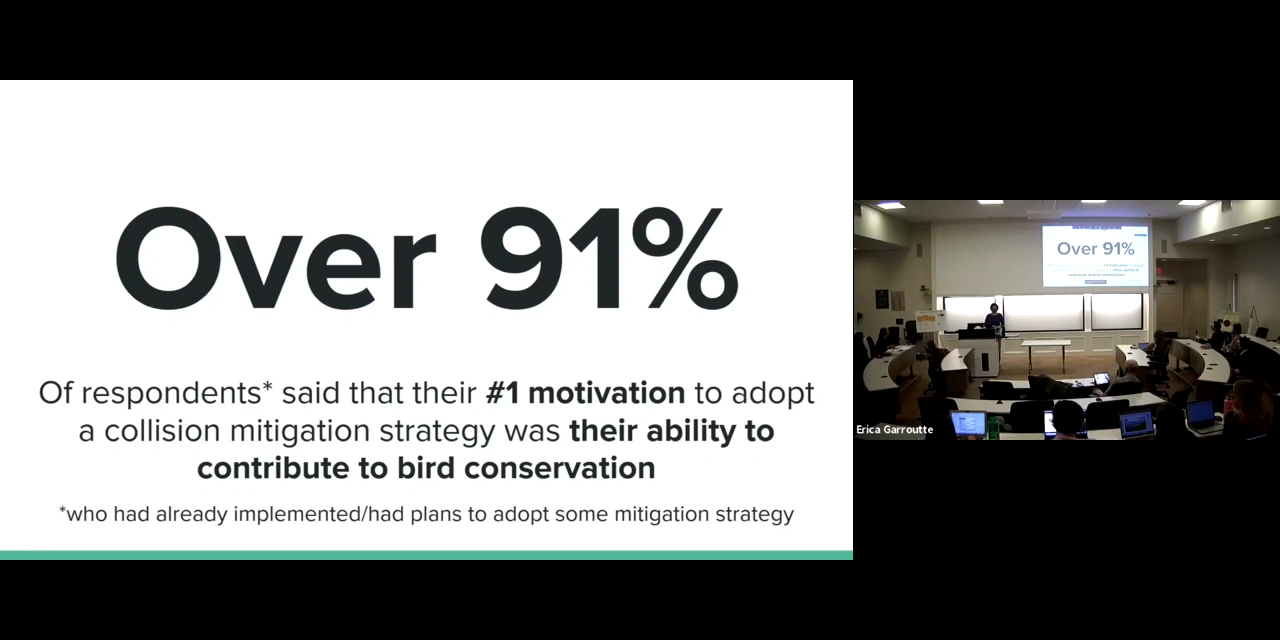 Over 91%
Of respondents* said that their #1 motivation to adopt
a collision mitigation strategy was their ability to
contribute to bird conservation
*who had already implemented/had plans to adopt some mitigation strategy
Over 91%
Erica Garroutte